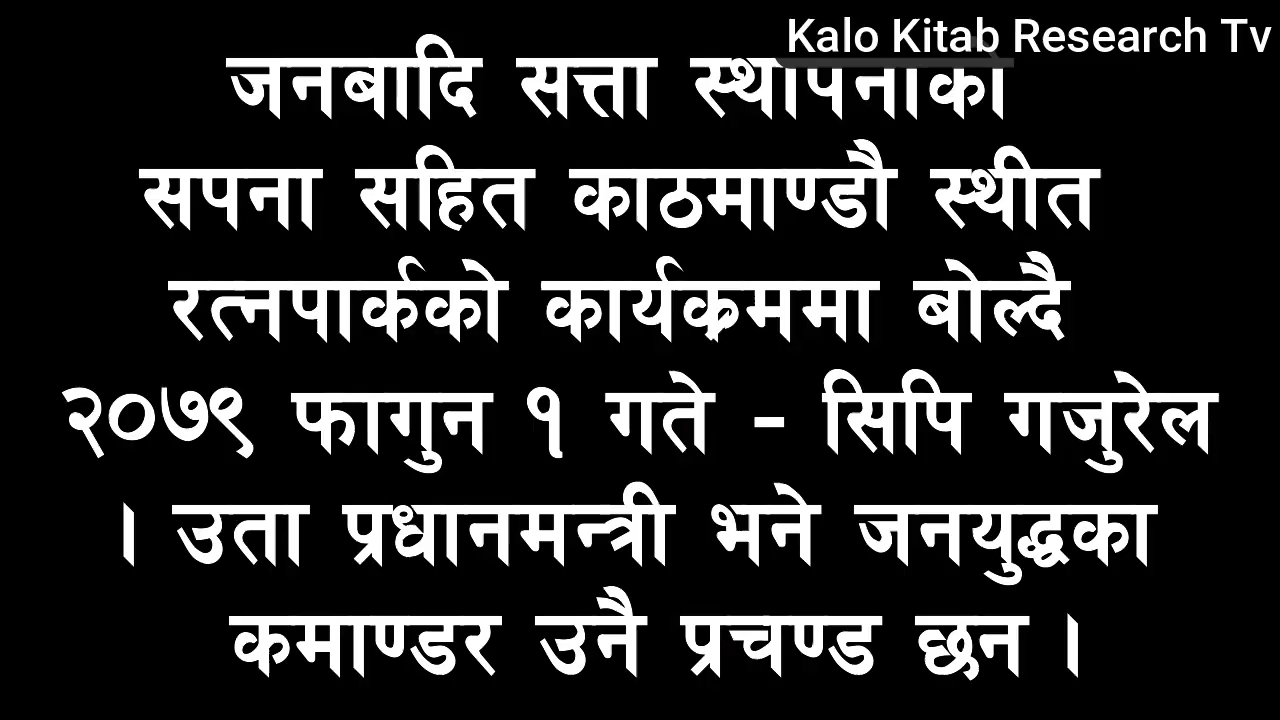 Kalo Kitab Research Tv
जनबादि सत्ता स्थापनाको
सपना सहित काठमाण्डौ स्थीत
रत्नपार्कको कार्यक्रममा बोल्दै
२०७९ फागुन १ गते - सिपि गजुरेल
। उता प्रधानमन्त्री भने जनयुद्धका
कमाण्डर उनै प्रचण्ड छन ।